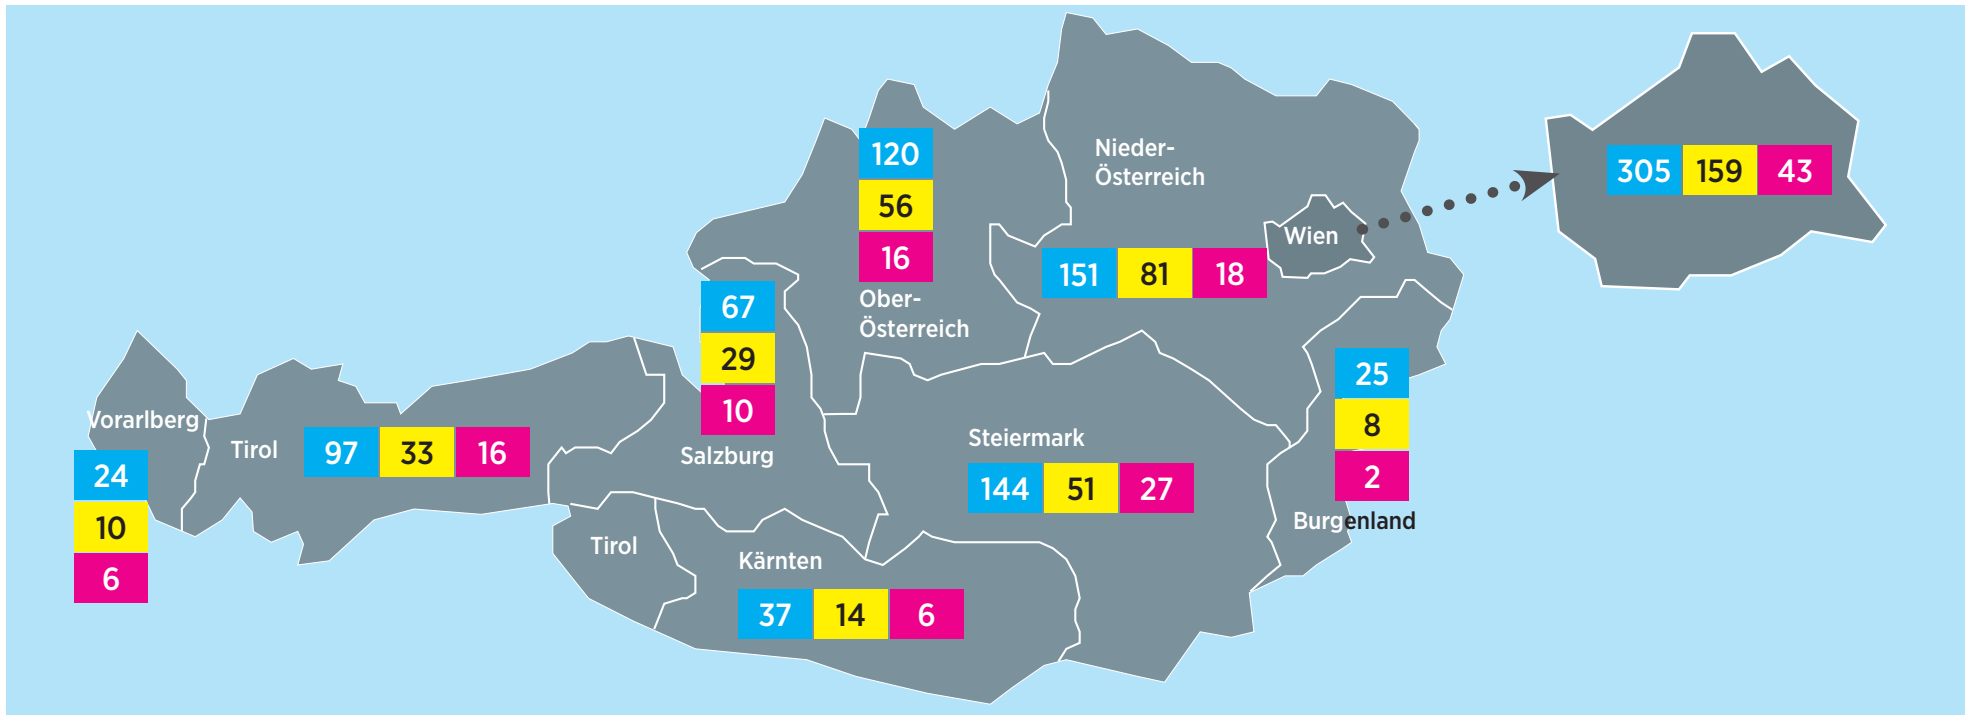 305 159 43
120
56
16
Ober-
Österreich
Nieder-
Österreich
151 81 18
Wien
67
29
10
Salzburg
25
8
2
Burgenland
Vorarlberg
24
10
6
Tirol
97 33 16
Steiermark
144 51 27
Tirol
Kärnten
37 14 6